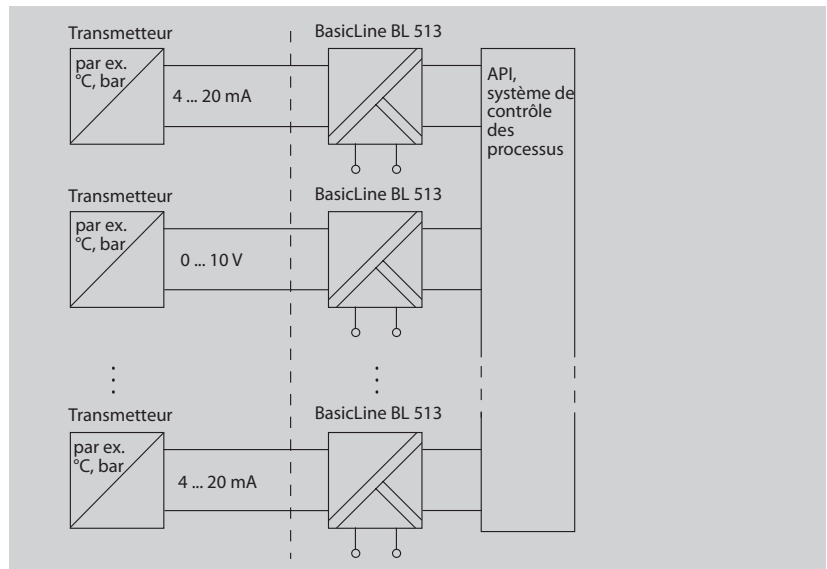 Transmetteur
BasicLine BL 513
par ex.
°C, bar
4 ... 20 mA
API,
système de
contrôle
des
processus
Transmetteur
BasicLine BL 513
par ex.
°C, bar
0 ... 10 V
Transmetteur
BasicLine BL 513
par ex.
°C, bar
4 ... 20 mA